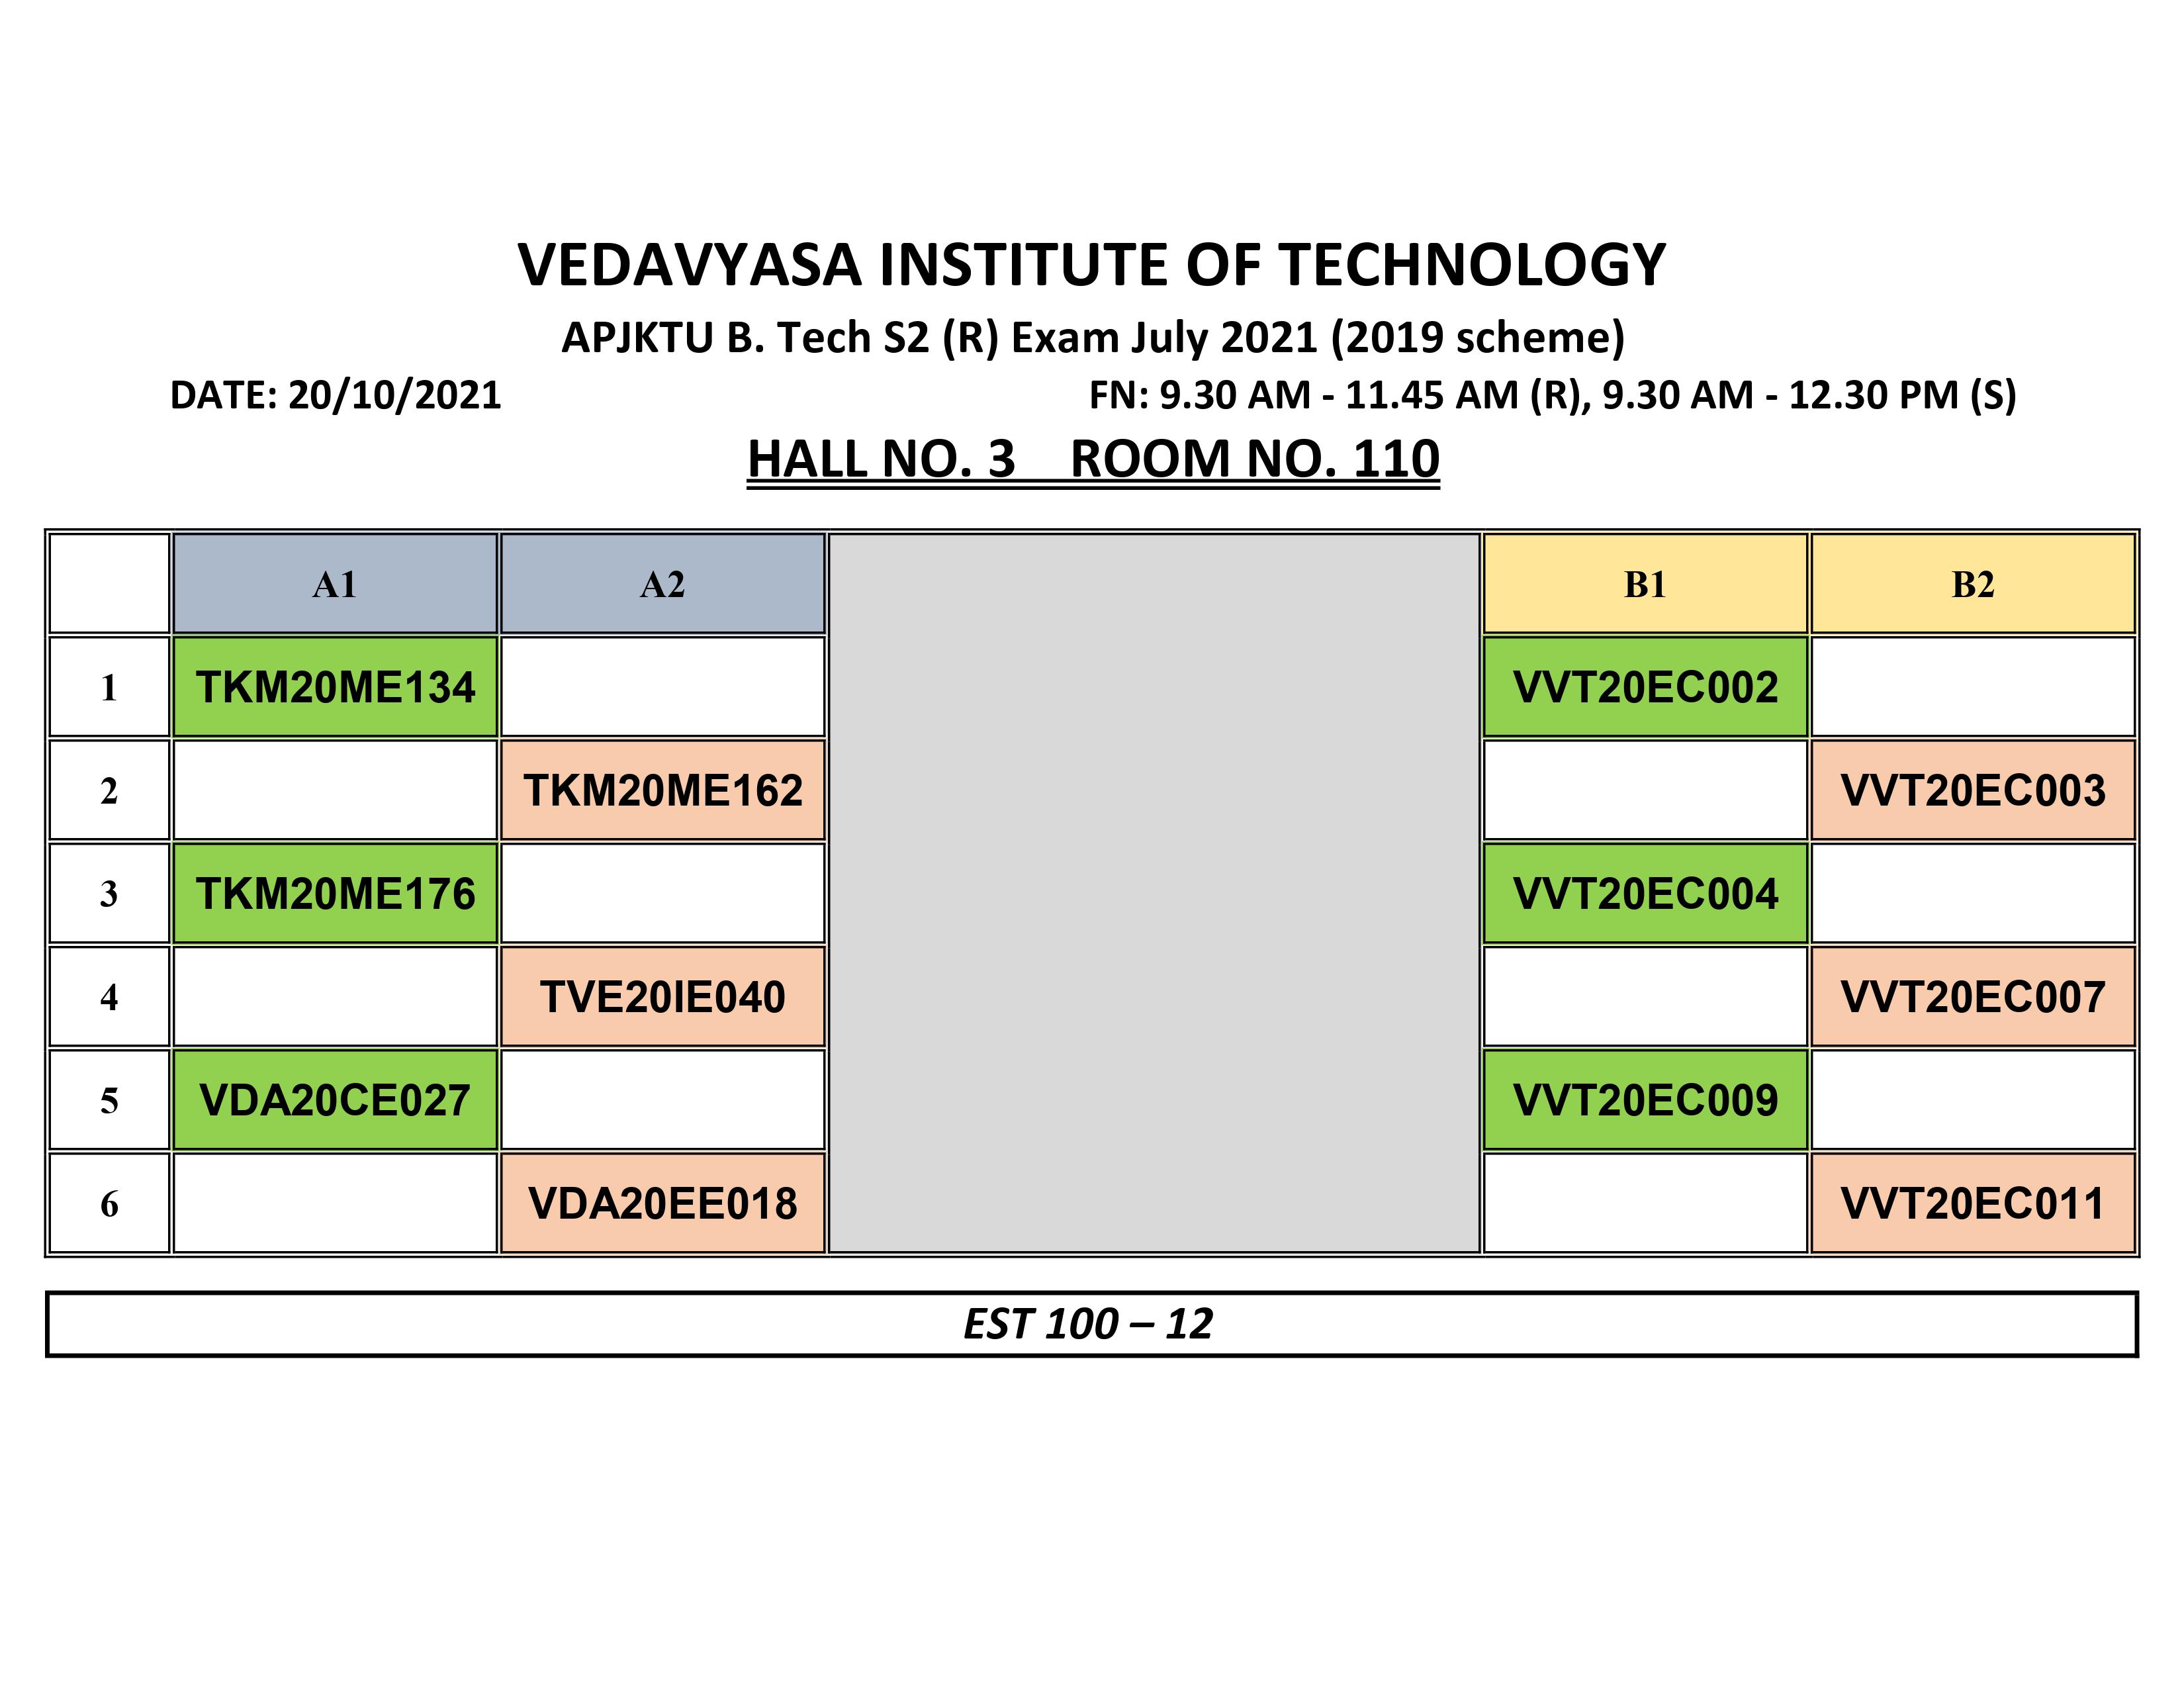 VEDAVYASA INSTITUTE OF TECHNOLOGY
APJKTU B. Tech S2 (R) Exam July 2021 (2019 scheme)
DATE: 20/10/2021 FN: 9.30 AM - 11.45 AM (R), 9.30 AM - 12.30 PM (S)
HALL NO. 3 ROOM NO. 110
A1 A2 B1 B2
1 TKM20ME134 VVT20EC002
2 TKM20ME162 VVT20EC003
3 TKM20ME176 VVT20EC004
4 TVE20IE040 VVT20EC007
5 VDA20CE027 VVT20EC009
6 VDA20EE018 VVT20EC011
EST 100 – 12